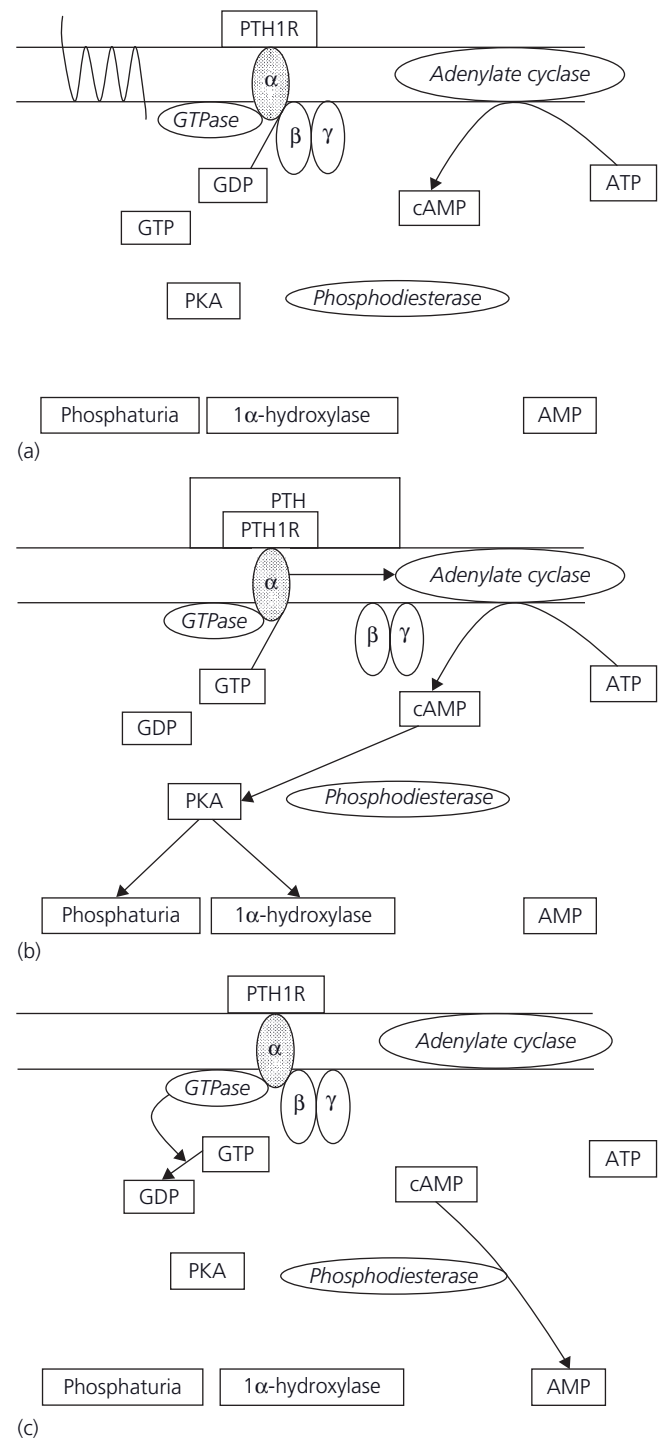 PTH1R
α
Adenylate cyclase
GTPase
β
γ
GDP
ATP
cAMP
GTP
PKA
Phosphodiesterase
Phosphaturia
1α-hydroxylase
AMP
(a)
PTH
PTH1R
α
Adenylate cyclase
GTPase
β
γ
GTP
ATP
cAMP
GDP
PKA
Phosphodiesterase
Phosphaturia
1α-hydroxylase
AMP
(b)
PTH1R
α
Adenylate cyclase
GTPase
β
γ
GTP
ATP
cAMP
GDP
PKA
Phosphodiesterase
Phosphaturia
1α-hydroxylase
AMP
(c)